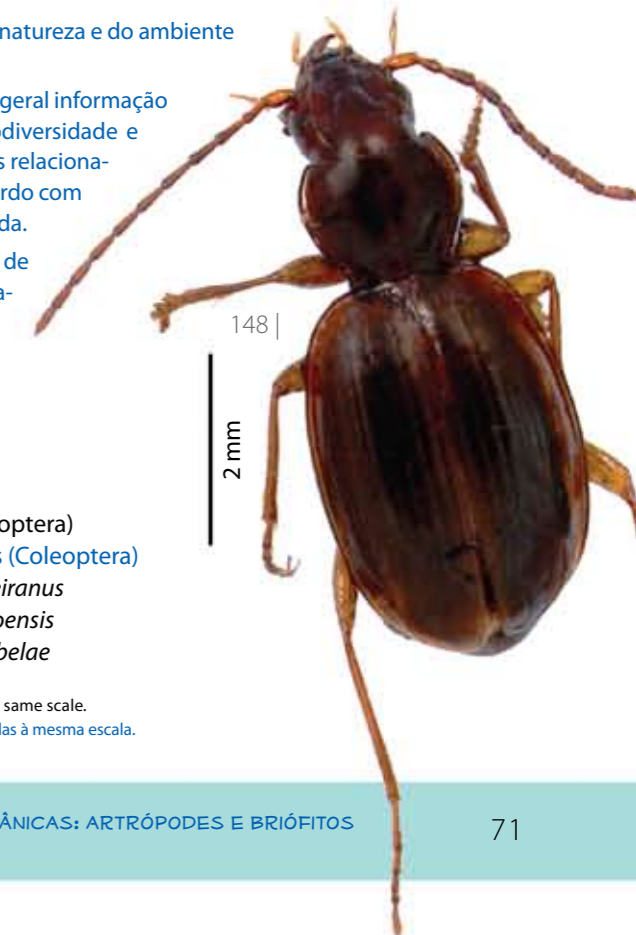 natureza e do ambiente
geral informação
diversidade e
s relaciona-
rdo com
da.
de
a-
148 |
2 mm
optera)
s (Coleoptera)
iranus
oensis
belae
same scale.
das à mesma escala.
ÂNICAS: ARTRÓPODES E BRIÓFITOS 71